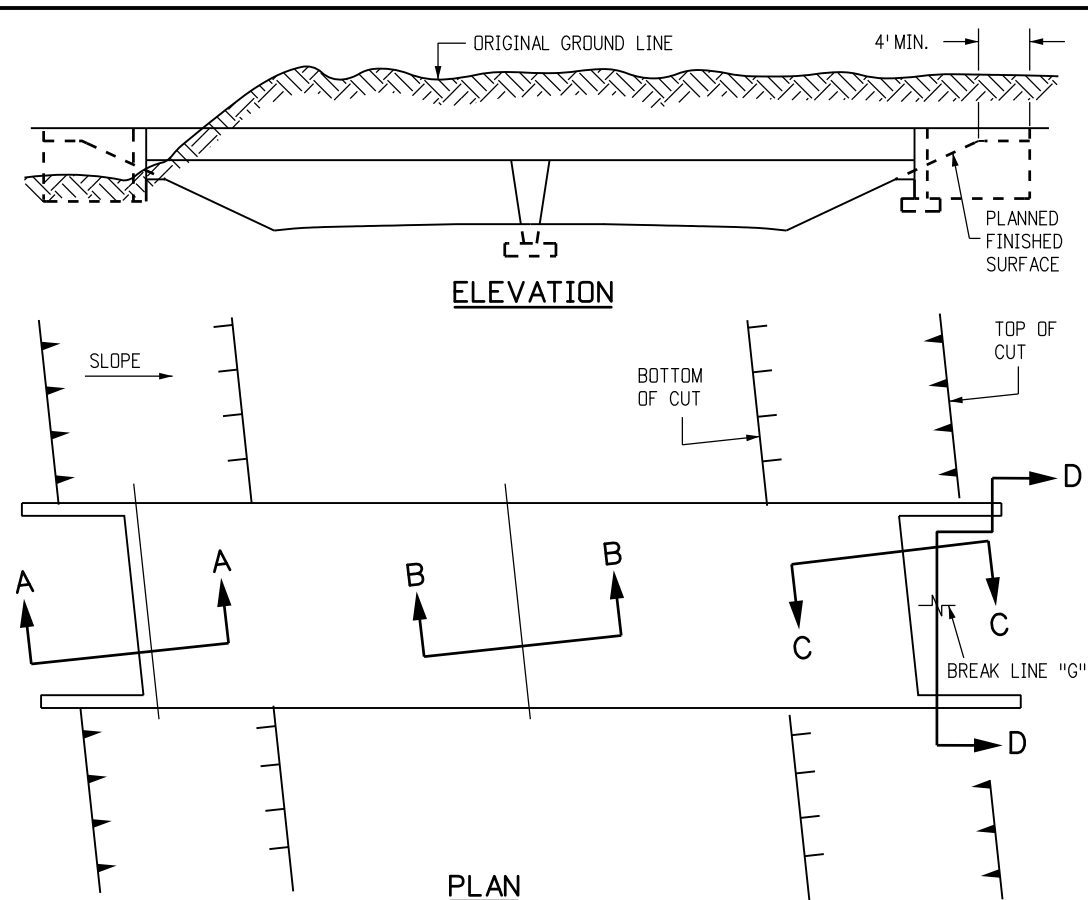 ORIGINAL GROUND LINE
4' MIN.
PLANNED
FINISHED
SURFACE
ELEVATION
SLOPE
BOTTOM
OF CUT
TOP OF
CUT
D
A
A
B
B
C
C
BREAK LINE "G"
D
PLAN